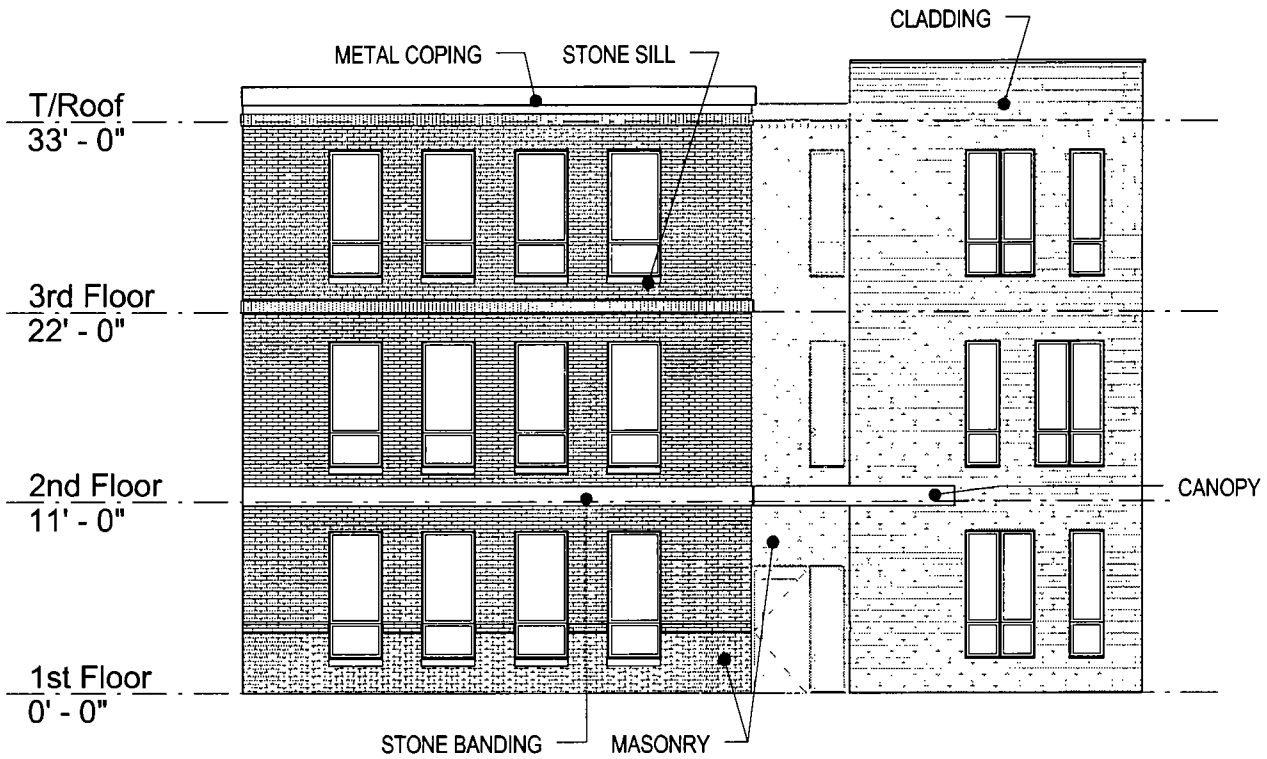 CLADDING
METAL COPING
STONE SILL
T/Roof
33' - 0"
3rd Floor
22' - 0"
2nd Floor
11' - 0"
CANOPY
1st Floor
0' - 0"
STONE BANDING
MASONRY